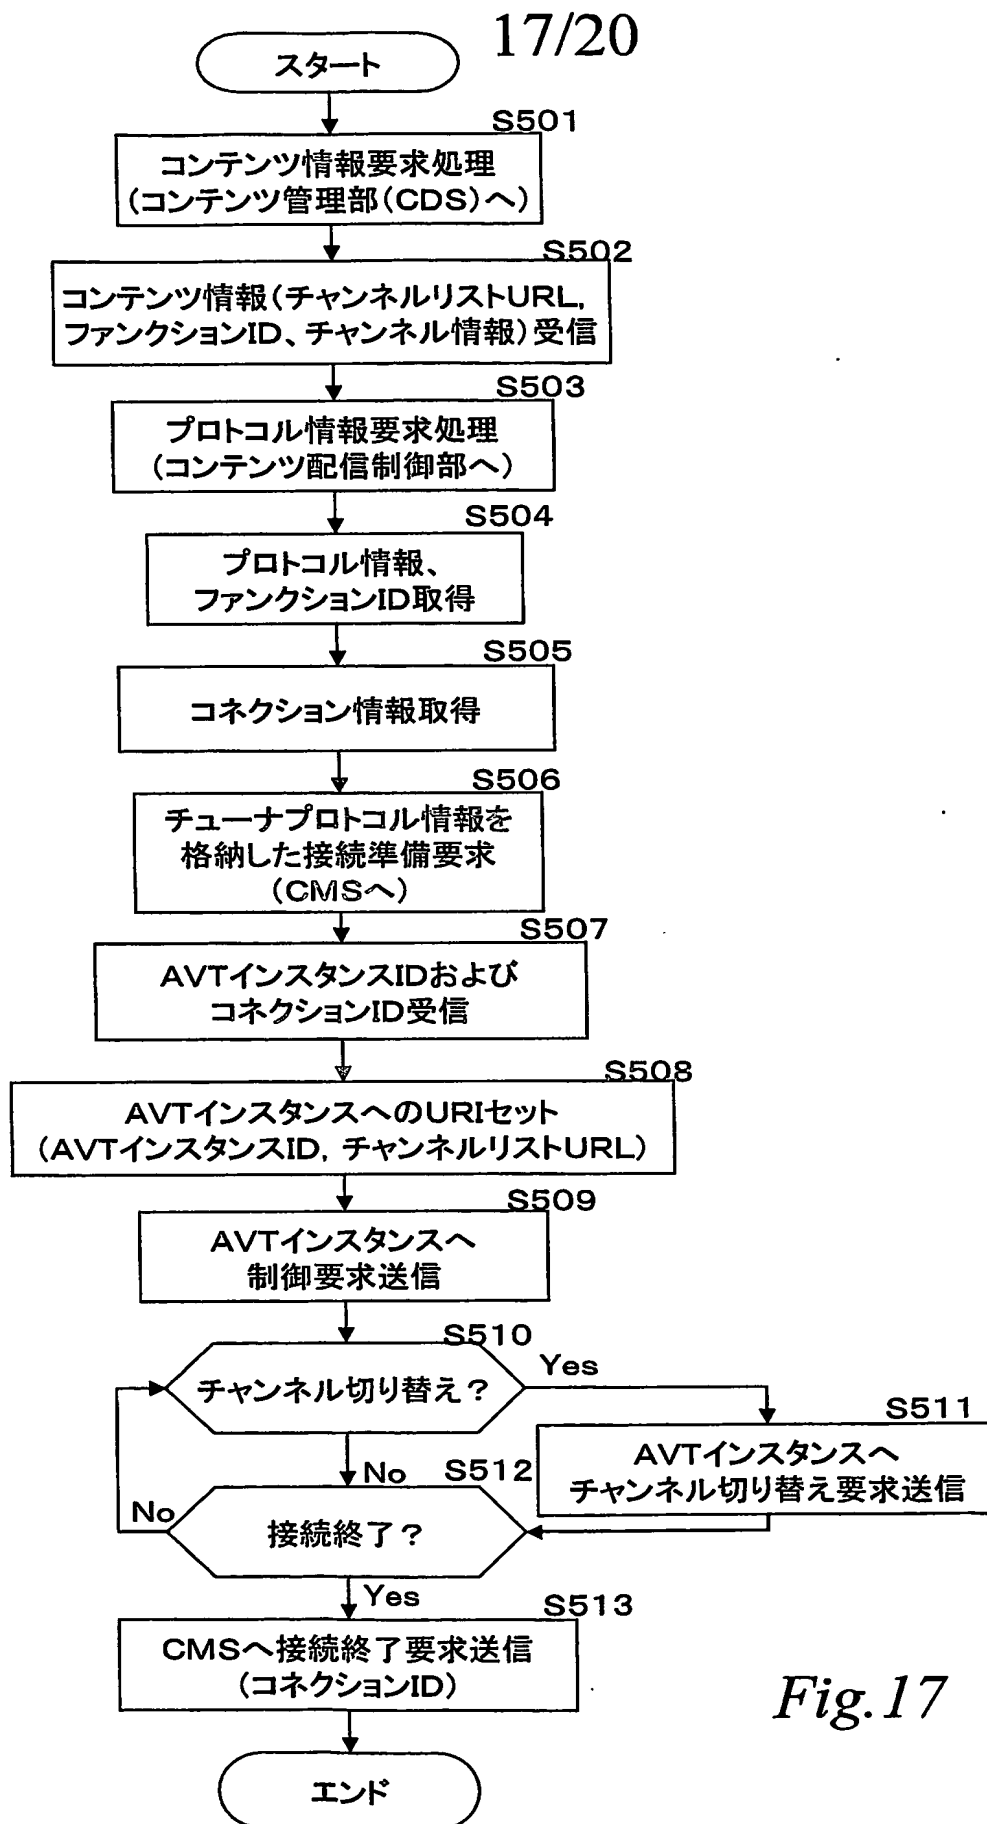 17/20
スタート
S501
コンテンツ情報要求処理
(コンテンツ管理部(CDS)へ)
S502
コンテンツ情報(チャンネルリストURL,
ファンクションID、チャンネル情報)受信
S503
プロトコル情報要求処理
(コンテンツ配信制御部へ)
S504
プロトコル情報、
ファンクションID取得
S505
コネクション情報取得
S506
チューナプロトコル情報を
格納した接続準備要求
(CMSへ)
S507
AVTインスタンスIDおよび
コネクションID受信
S508
AVTインスタンスへのURIセット
(AVTインスタンスID, チャンネルリストURL)
S509
AVTインスタンスへ
制御要求送信
S510
チャンネル切り替え?
Yes
S511
AVTインスタンスへ
チャンネル切り替え要求送信
No
S512
No
接続終了?
Yes
S513
CMSへ接続終了要求送信
(コネクションID)
エンド
Fig.17